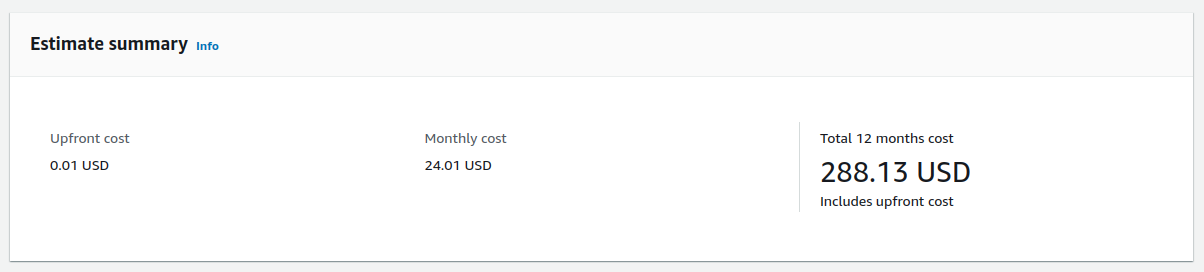 Estimate summary Info
Upfront cost
0.01 USD
Monthly cost
24.01 USD
Total 12 months cost
288.13 USD
Includes upfront cost